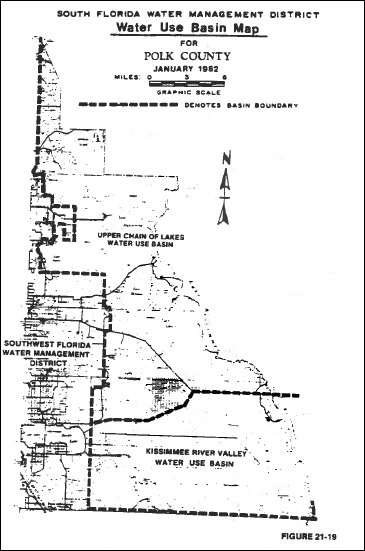 SOUTH FLORIDA WATER MANAGEMENT DISTRICT
Water Use Basin Map
FOR
POLK COUNTY
JANUARY 1982
MILES: 0 3 6
GRAPHIC SCALE
DENOTES BASIN BOUNDARY
N
UPPER CHAIN OF LAKES
WATER USE BASIN
SOUTHWEST FLORIDA
WATER MANAGEMENT
DISTRICT
KISSIMMEE RIVER VALLEY
WATER USE BASIN
FIGURE 21-19